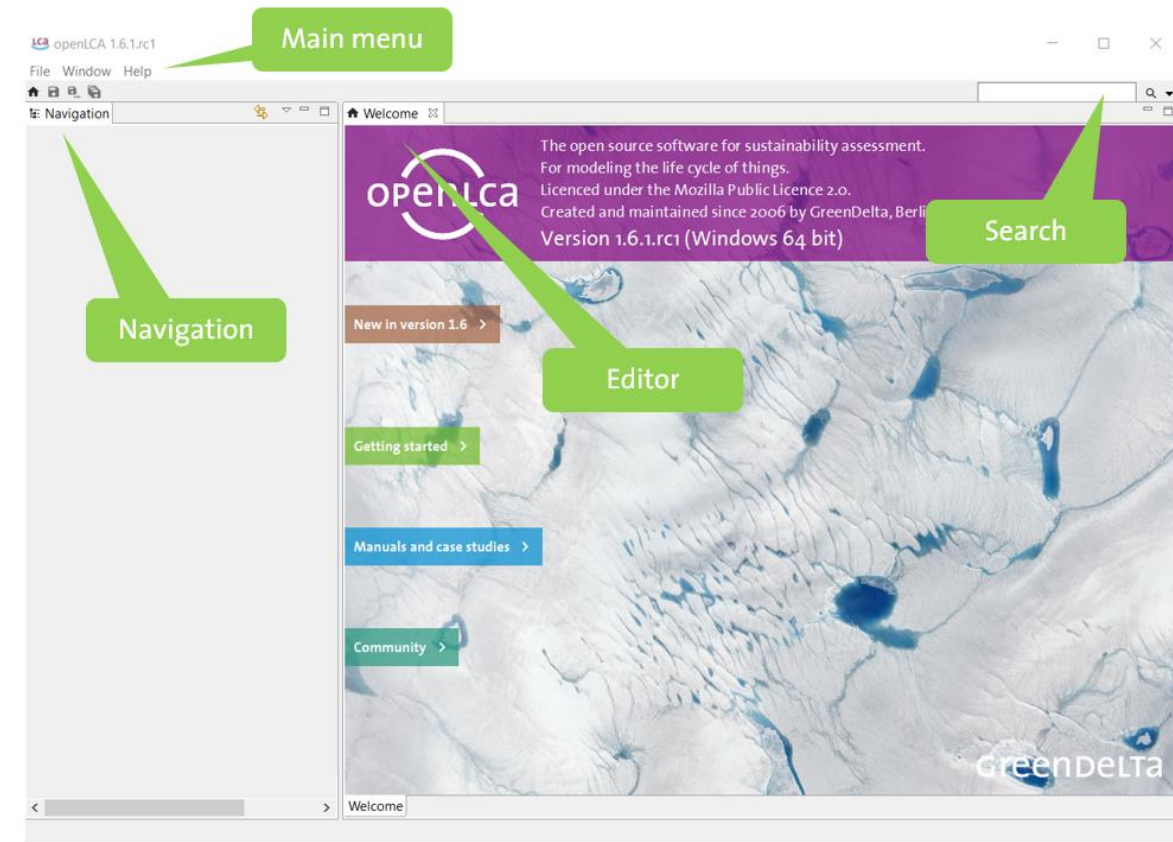 Main menu
LCA openLCA 1.6.1.rc1
File Window Help
Navigation
Welcome
openLca
The open source software for sustainability assessment.
For modeling the life cycle of things.
Licenced under the Mozilla Public Licence 2.0.
Created and maintained since 2006 by GreenDelta, Berli
Version 1.6.1.rc1 (Windows 64 bit)
Search
Navigation
New in version 1.6 >
Editor
Getting started >
Manuals and case studies >
Community >
GreenDelta
Welcome